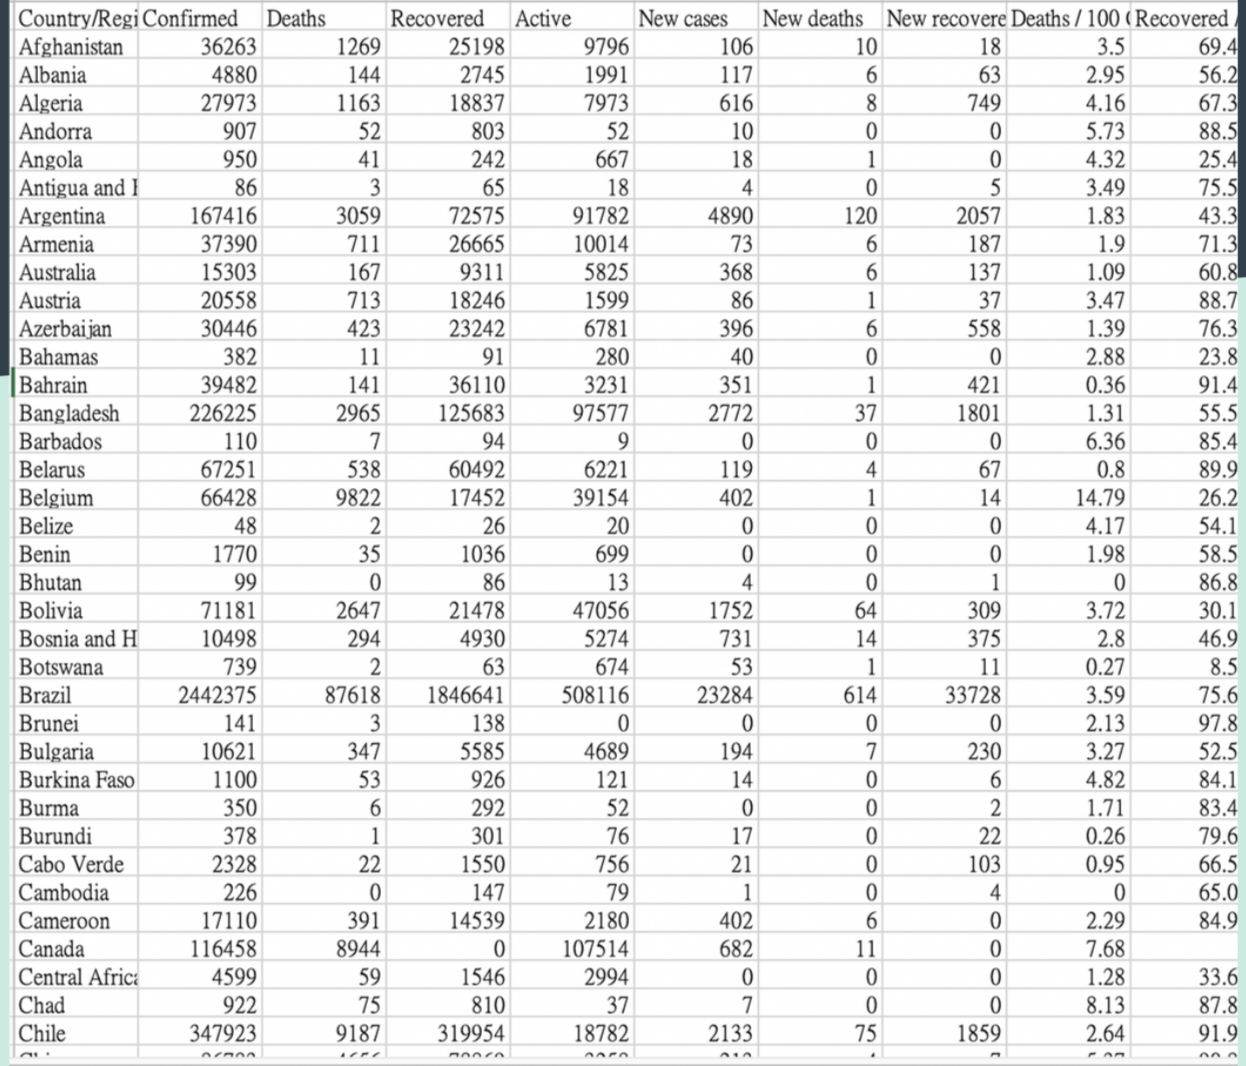 Country/Regi Confirmed Deaths Recovered Active New cases New deaths New recovere Deaths / 100 Recovered /
Afghanistan 36263 1269 25198 9796 106 10 18 3.5 69.4
Albania 4880 144 2745 1991 117 6 63 2.95 56.2
Algeria 27973 1163 18837 7973 616 8 749 4.16 67.3
Andorra 907 52 803 52 10 0 0 5.73 88.5
Angola 950 41 242 667 18 1 0 4.32 25.4
Antigua and 86 3 65 18 4 0 5 3.49 75.5
Argentina 167416 3059 72575 91782 4890 120 2057 1.83 43.3
Armenia 37390 711 26665 10014 73 6 187 1.9 71.3
Australia 15303 167 9311 5825 368 6 137 1.09 60.8
Austria 20558 713 18246 1599 86 1 37 3.47 88.7
Azerbaijan 30446 423 23242 6781 396 6 558 1.39 76.3
Bahamas 382 11 91 280 40 0 0 2.88 23.8
Bahrain 39482 141 36110 3231 351 1 421 0.36 91.4
Bangladesh 226225 2965 125683 97577 2772 37 1801 1.31 55.5
Barbados 110 7 94 9 0 0 0 6.36 85.4
Belarus 67251 538 60492 6221 119 4 67 0.8 89.9
Belgium 66428 9822 17452 39154 402 1 14 14.79 26.2
Belize 48 2 26 20 0 0 0 4.17 54.1
Benin 1770 35 1036 699 0 0 0 1.98 58.5
Bhutan 99 0 86 13 4 0 1 0 86.8
Bolivia 71181 2647 21478 47056 1752 64 309 3.72 30.1
Bosnia and H 10498 294 4930 5274 731 14 375 2.8 46.9
Botswana 739 2 63 674 53 1 11 0.27 8.5
Brazil 2442375 87618 1846641 508116 23284 614 33728 3.59 75.6
Brunei 141 3 138 0 0 0 0 2.13 97.8
Bulgaria 10621 347 5585 4689 194 7 230 3.27 52.5
Burkina Faso 1100 53 926 121 14 0 6 4.82 84.1
Burma 350 6 292 52 0 0 2 1.71 83.4
Burundi 378 1 301 76 17 0 22 0.26 79.6
Cabo Verde 2328 22 1550 756 21 0 103 0.95 66.5
Cambodia 226 0 147 79 1 0 4 0 65.0
Cameroon 17110 391 14539 2180 402 6 0 2.29 84.9
Canada 116458 8944 0 107514 682 11 0 7.68
Central Africa 4599 59 1546 2994 0 0 0 1.28 33.6
Chad 922 75 810 37 7 0 0 8.13 87.8
Chile 347923 9187 319954 18782 2133 75 1859 2.64 91.9